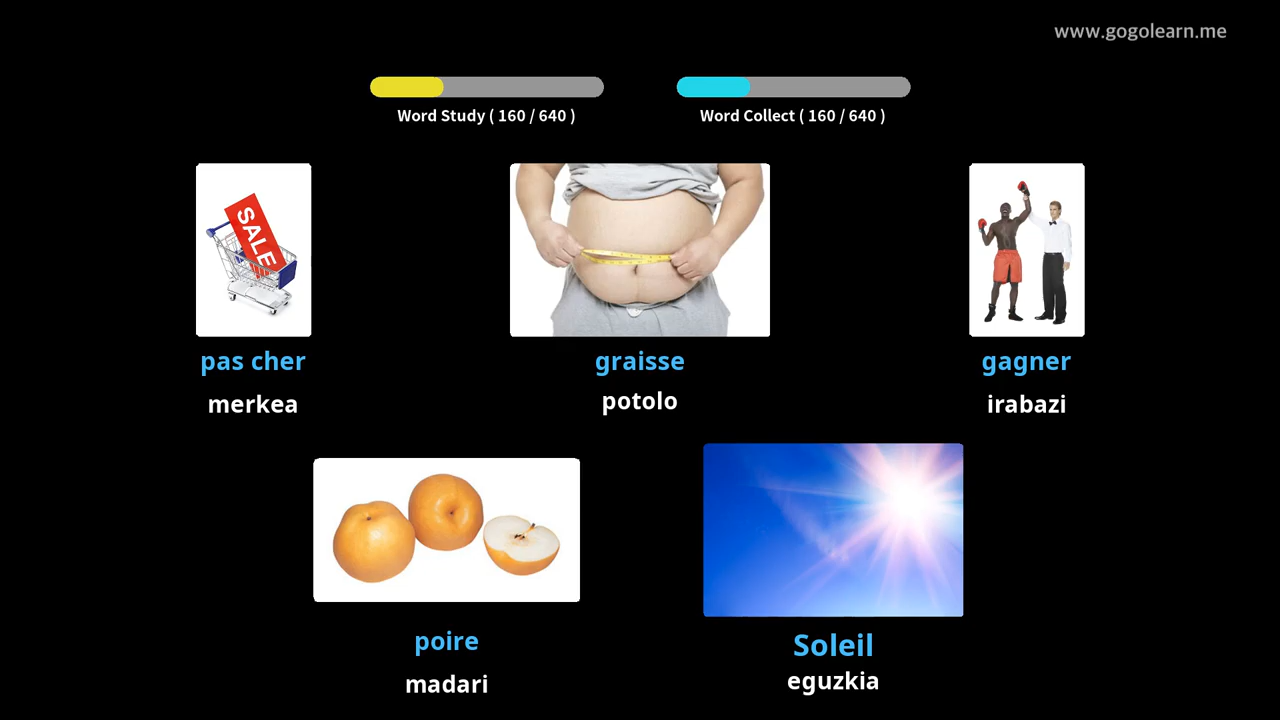 www.gogolearn.me
Word Study ( 160 / 640 )
Word Collect ( 160 / 640 )
SALE
pas cher
merkea
graisse
potolo
gagner
irabazi
poire
madari
Soleil
eguzkia